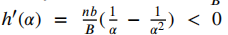 B
h′(α) = nb/B (1/α − 1/α²) < 0